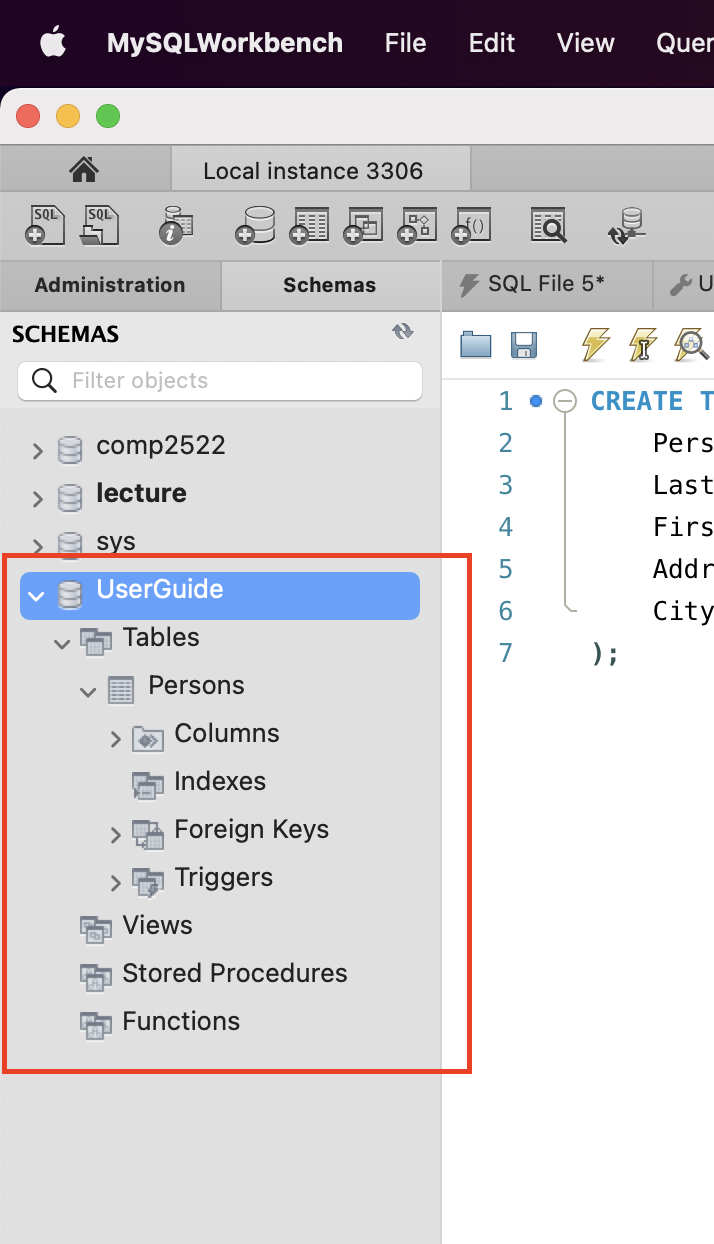 MySQLWorkbench File Edit View Quer
Local instance 3306
SQL SQL
Administration Schemas SQL File 5* U
SCHEMAS
Filter objects
comp2522
lecture
sys
UserGuide
Tables
Persons
Columns
Indexes
Foreign Keys
Triggers
Views
Stored Procedures
Functions
1 CREATE T
2 Pers
3 Last
4 Firs
5 Addr
6 City
7 );